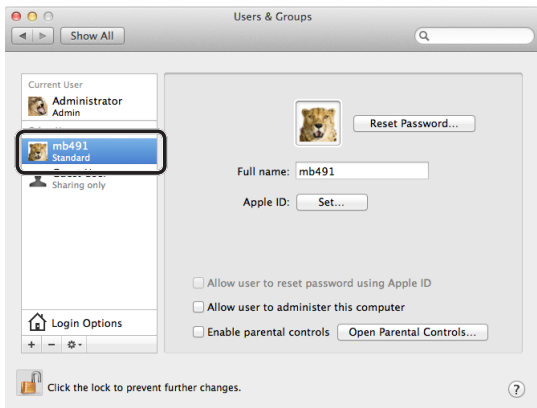 Users & Groups
Show All
Current User
Administrator
Admin
mb491
Standard
Sharing only
Login Options
+ −
Reset Password...
Full name: mb491
Apple ID: Set...
Allow user to reset password using Apple ID
Allow user to administer this computer
Enable parental controls Open Parental Controls...
Click the lock to prevent further changes.
?